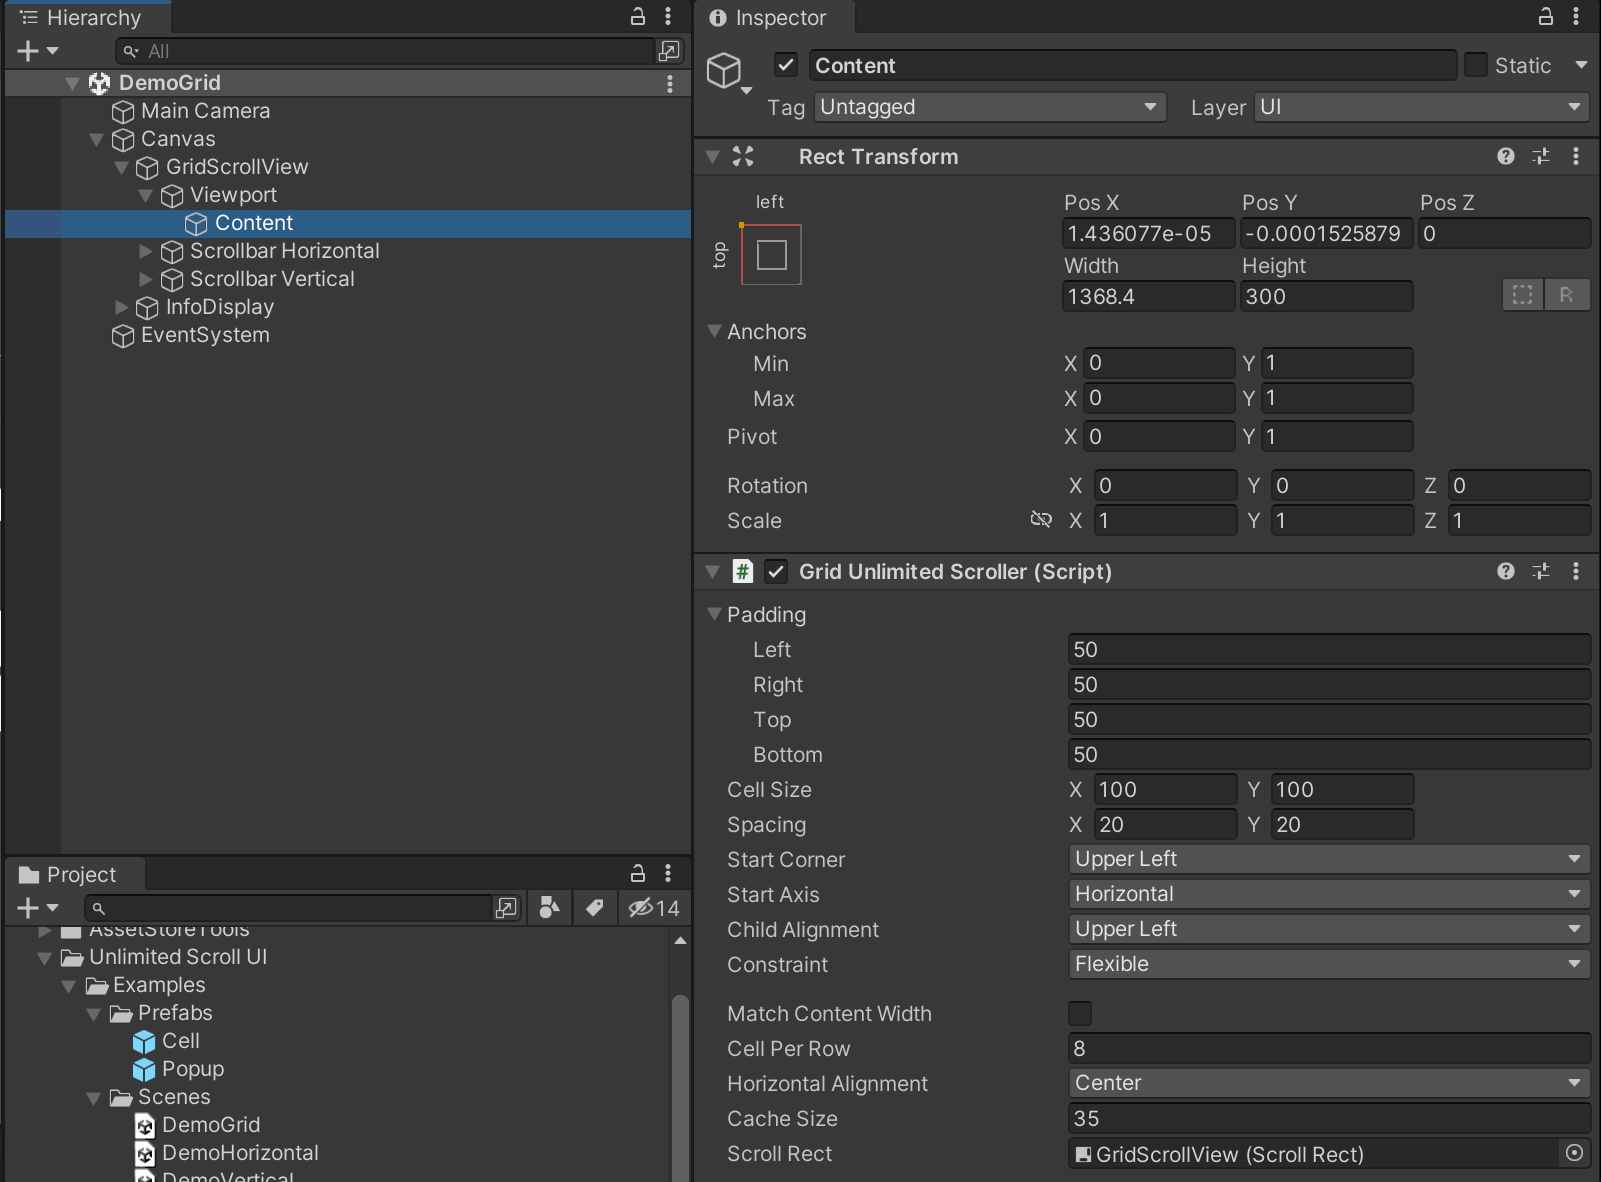 Hierarchy
All
DemoGrid
Main Camera
Canvas
GridScrollView
Viewport
Content
Scrollbar Horizontal
Scrollbar Vertical
InfoDisplay
EventSystem
Project
14
AssetStoreTools
Unlimited Scroll UI
Examples
Prefabs
Cell
Popup
Scenes
DemoGrid
DemoHorizontal
DemoVertical
Inspector
Content Static
Tag Untagged Layer UI
Rect Transform
left
top
Pos X Pos Y Pos Z
1.436077e-05 -0.0001525879 0
Width Height
1368.4 300 R
Anchors
Min X 0 Y 1
Max X 0 Y 1
Pivot X 0 Y 1
Rotation X 0 Y 0 Z 0
Scale X 1 Y 1 Z 1
# Grid Unlimited Scroller (Script)
Padding
Left 50
Right 50
Top 50
Bottom 50
Cell Size X 100 Y 100
Spacing X 20 Y 20
Start Corner Upper Left
Start Axis Horizontal
Child Alignment Upper Left
Constraint Flexible
Match Content Width
Cell Per Row 8
Horizontal Alignment Center
Cache Size 35
Scroll Rect GridScrollView (Scroll Rect)